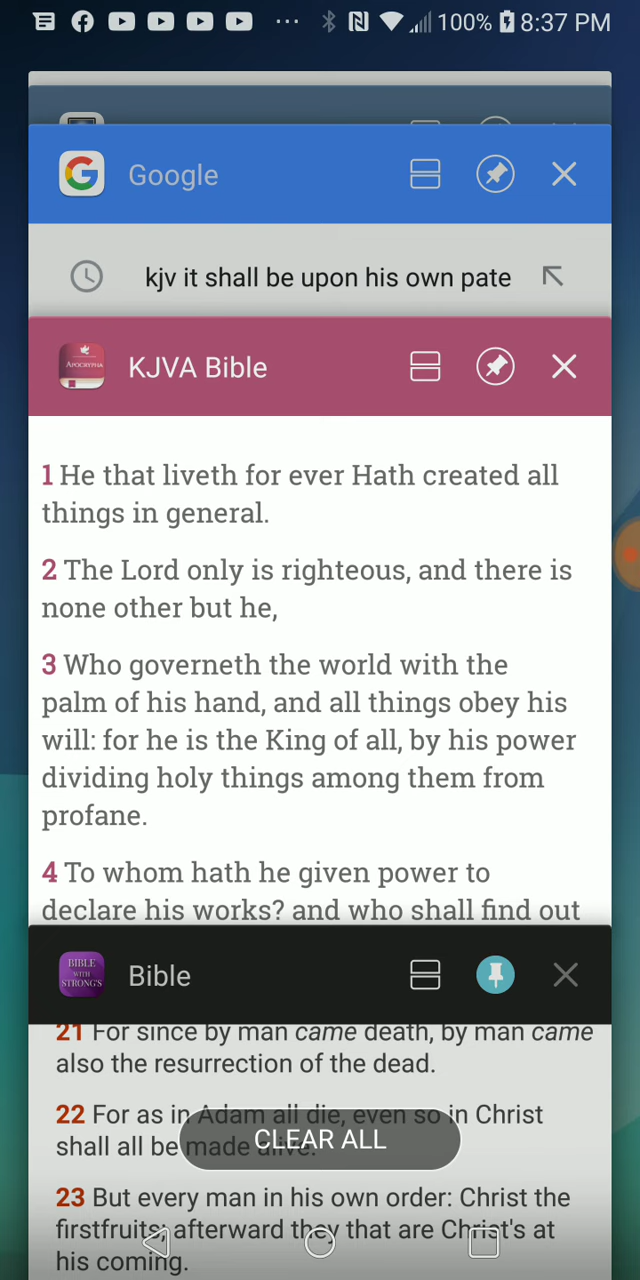 100% 8:37 PM
Google
kjv it shall be upon his own pate
APOCRYPHA
KJVA Bible
1 He that liveth for ever Hath created all
things in general.
2 The Lord only is righteous, and there is
none other but he,
3 Who governeth the world with the
palm of his hand, and all things obey his
will: for he is the King of all, by his power
dividing holy things among them from
profane.
4 To whom hath he given power to
declare his works? and who shall find out
BIBLE
WITH
STRONG'S
Bible
21 For since by man came death, by man came
also the resurrection of the dead.
22 For as in Adam all die, even so in Christ
shall all be made alive.
CLEAR ALL
23 But every man in his own order: Christ the
firstfruits; afterward they that are Christ's at
his coming.